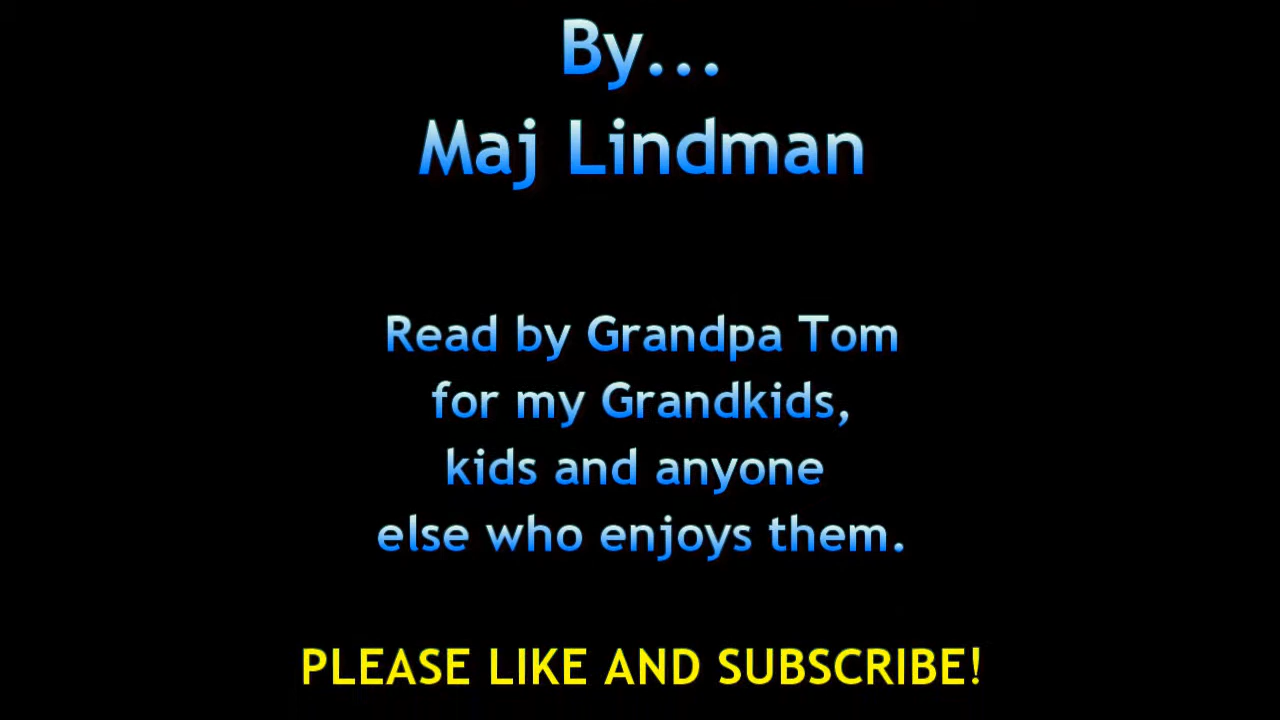 By...
Maj Lindman
Read by Grandpa Tom
for my Grandkids,
kids and anyone
else who enjoys them.
PLEASE LIKE AND SUBSCRIBE!